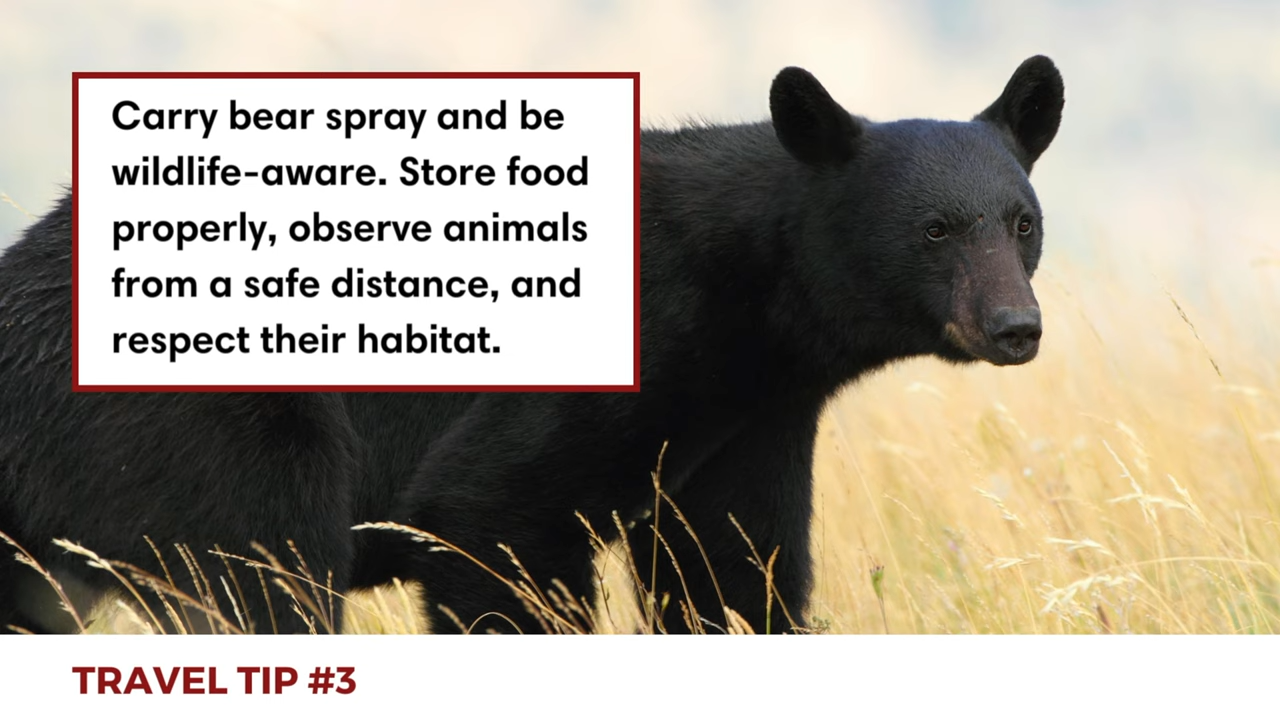 Carry bear spray and be
wildlife-aware. Store food
properly, observe animals
from a safe distance, and
respect their habitat.
TRAVEL TIP #3